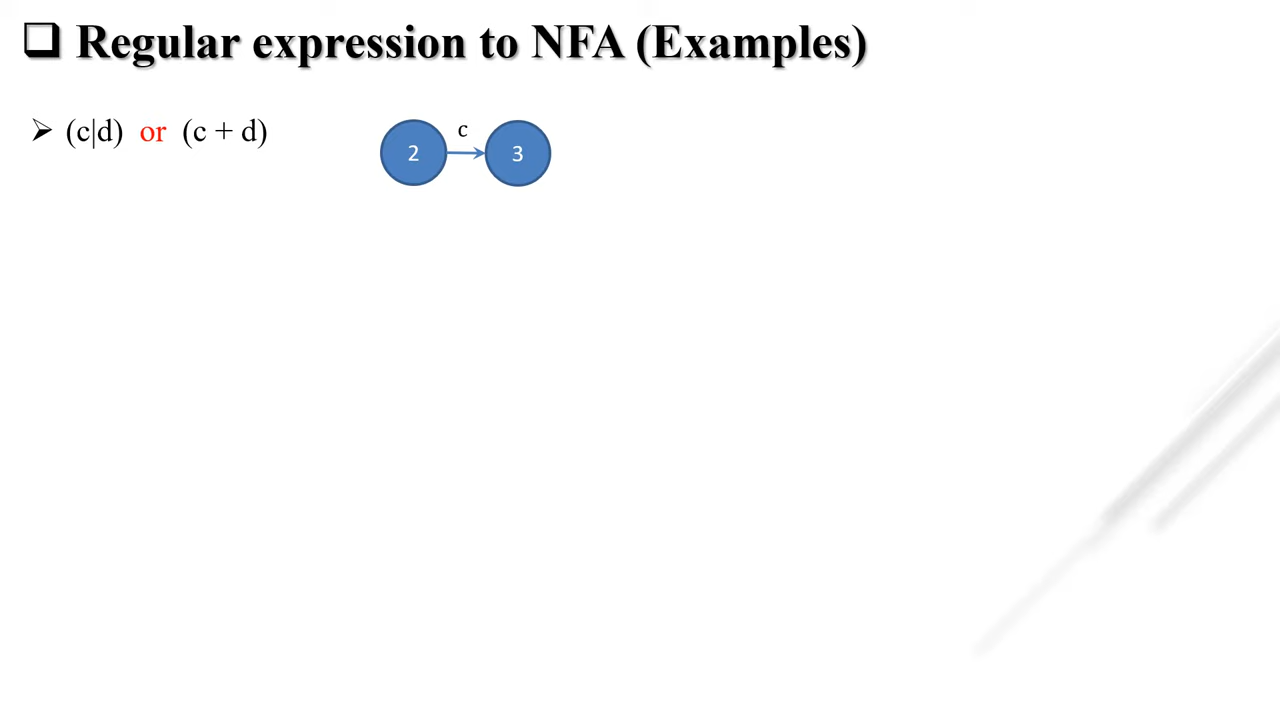 Regular expression to NFA (Examples)
(c|d) or (c + d)
c
2 3